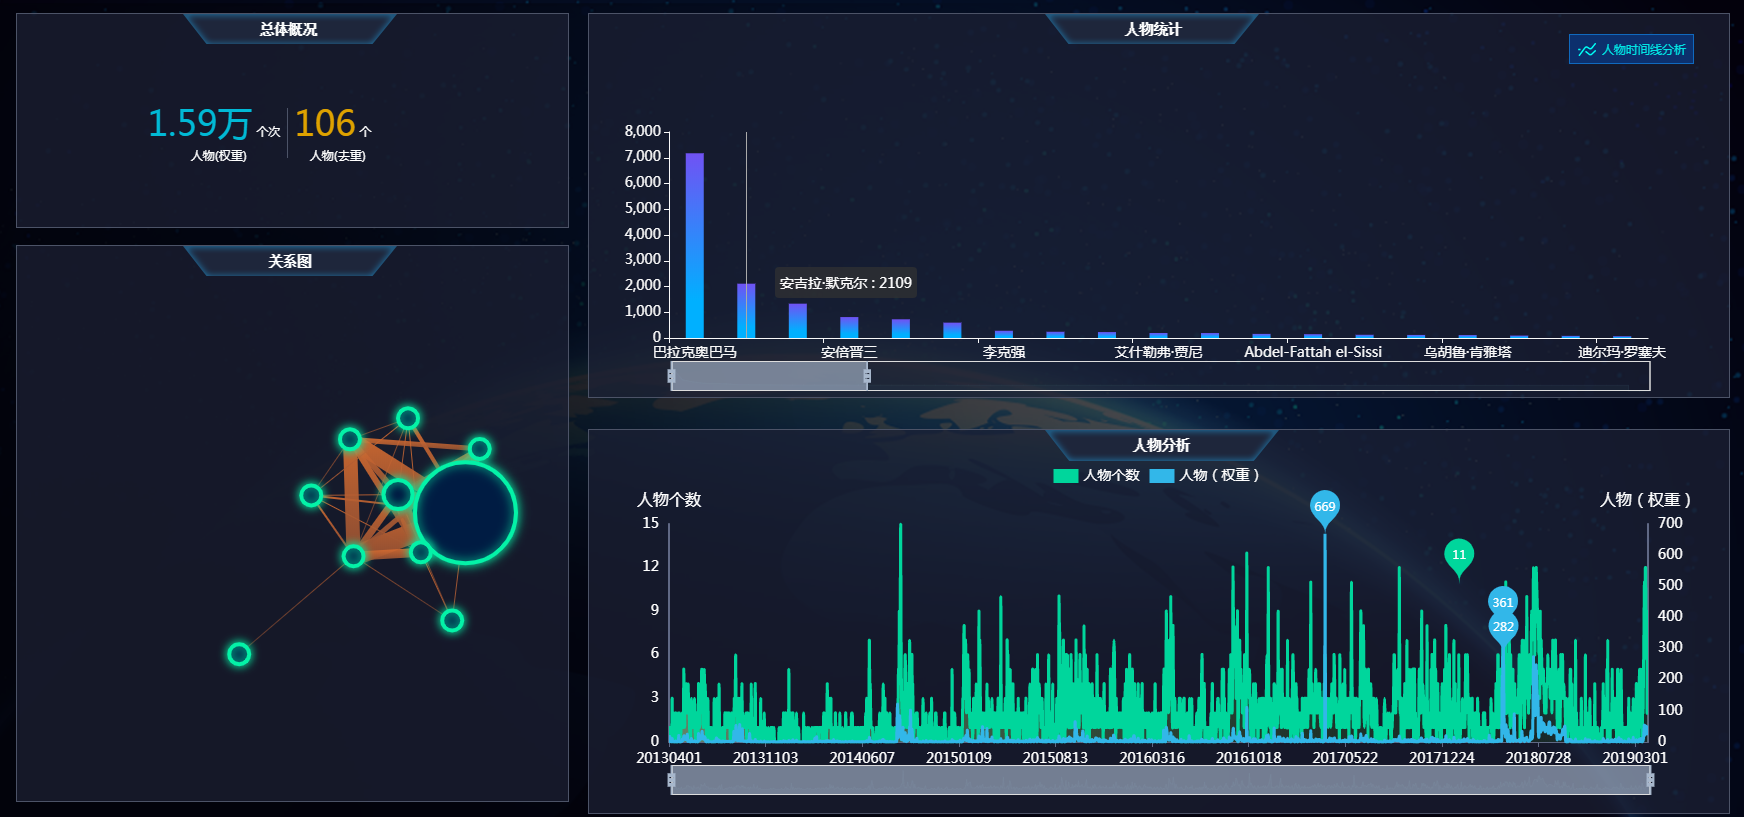 总体概况
1.59万 个次
人物(权重)
106 个
人物(去重)
关系图
人物统计
人物时间线分析
8,000
7,000
6,000
5,000
4,000
3,000
2,000
1,000
0
安吉拉·默克尔 : 2109
巴拉克奥巴马 安倍晋三 李克强 艾什勒弗·贾尼 Abdel-Fattah el-Sissi 乌胡鲁·肯雅塔 迪尔玛·罗塞夫
人物分析
人物个数 人物（权重）
人物个数
人物（权重）
15
12
9
6
3
0
700
600
500
400
300
200
100
0
669
11
361
282
20130401 20131103 20140607 20150109 20150813 20160316 20161018 20170522 20171224 20180728 20190301